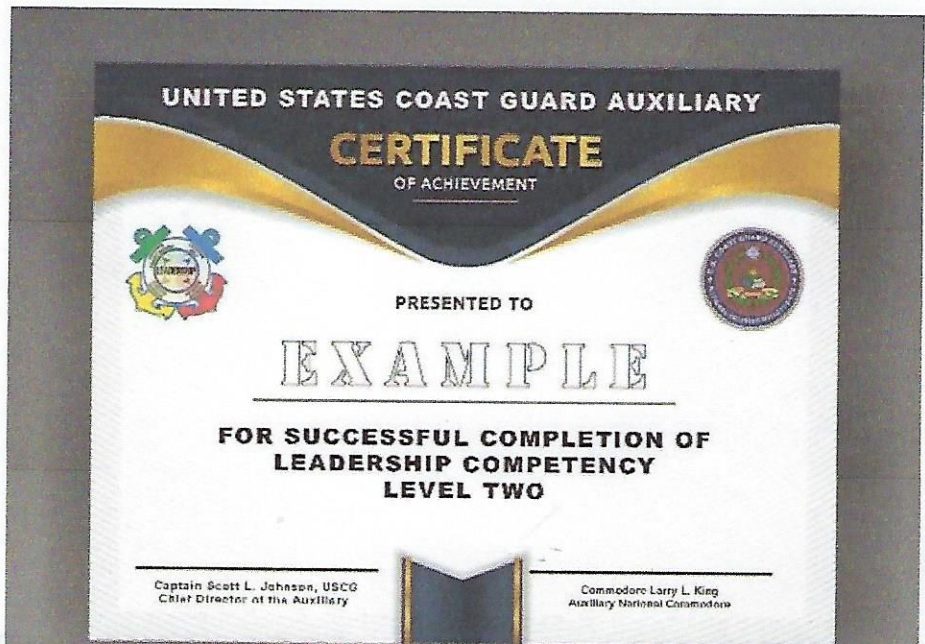 UNITED STATES COAST GUARD AUXILIARY
CERTIFICATE
OF ACHIEVEMENT
LEADERSHIP
PRESENTED TO
EXAMPLE
FOR SUCCESSFUL COMPLETION OF
LEADERSHIP COMPETENCY
LEVEL TWO
Captain Scott L. Johnson, USCG
Chief Director of the Auxiliary
Commodore Larry L. King
Auxiliary National Commodore